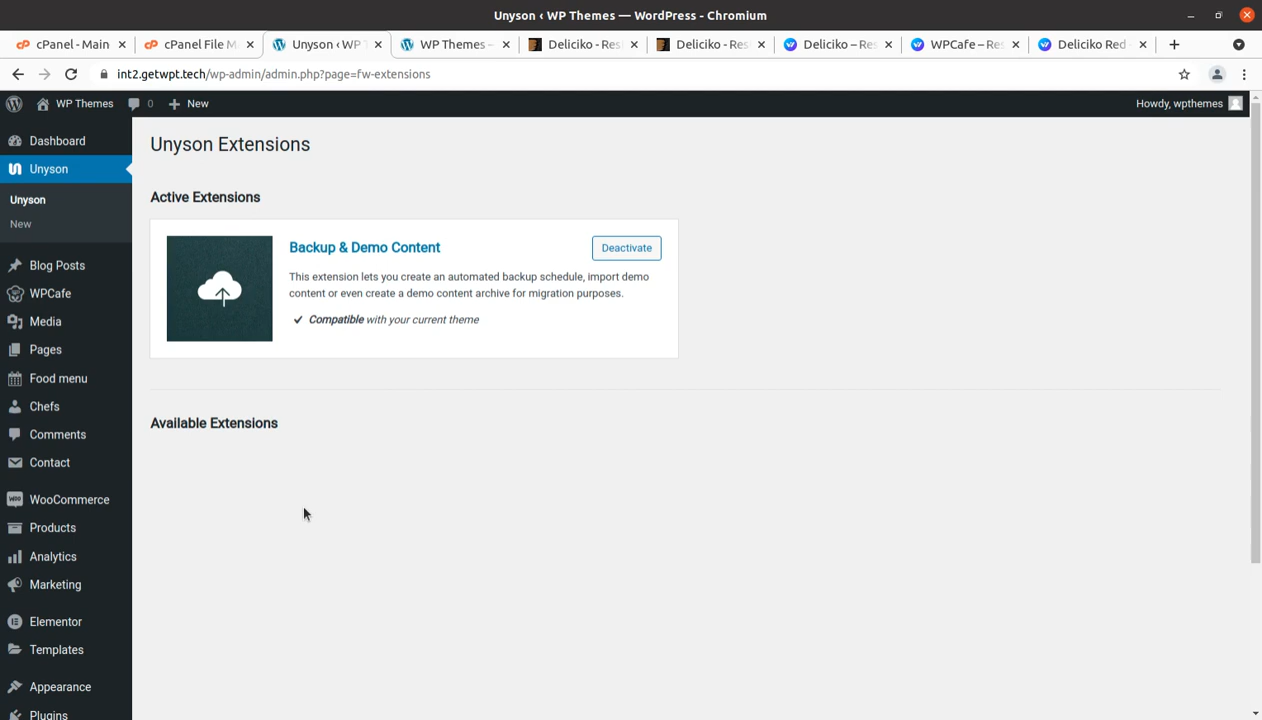 Unyson ‹ WP Themes — WordPress - Chromium
cPanel - Main
cPanel File M
Unyson ‹ WP T
WP Themes –
Deliciko - Res
Deliciko - Res
Deliciko – Res
WPCafe – Res
Deliciko Red
int2.getwpt.tech/wp-admin/admin.php?page=fw-extensions
WP Themes
0
New
Howdy, wpthemes
Dashboard
Unyson
Unyson
New
Blog Posts
WPCafe
Media
Pages
Food menu
Chefs
Comments
Contact
WooCommerce
Products
Analytics
Marketing
Elementor
Templates
Appearance
Plugins
Unyson Extensions
Active Extensions
Backup & Demo Content
Deactivate
This extension lets you create an automated backup schedule, import demo
content or even create a demo content archive for migration purposes.
Compatible with your current theme
Available Extensions